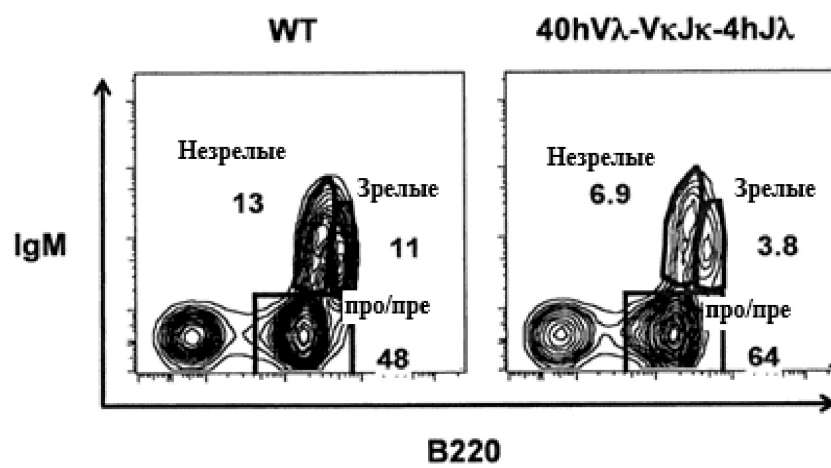 WT
40hVλ-VκJκ-4hJλ
Незрелые
13
Зрелые
11
про/пре
48
Незрелые
6.9
Зрелые
3.8
про/пре
64
IgM
B220